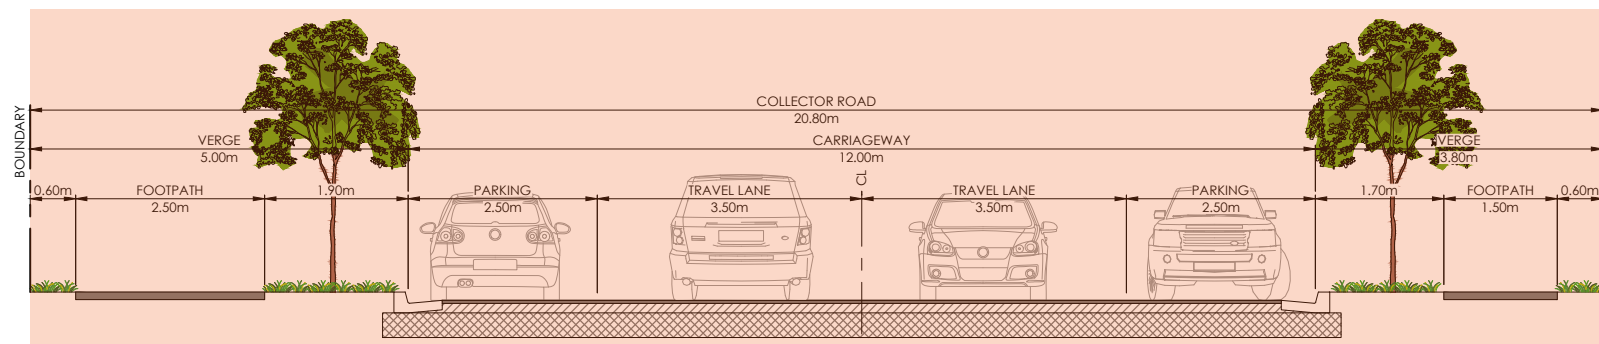 BOUNDARY
COLLECTOR ROAD
20.80m
VERGE
5.00m
CARRIAGEWAY
12.00m
VERGE
3.80m
CL
0.60m
FOOTPATH
2.50m
1.90m
PARKING
2.50m
TRAVEL LANE
3.50m
TRAVEL LANE
3.50m
PARKING
2.50m
1.70m
FOOTPATH
1.50m
0.60m